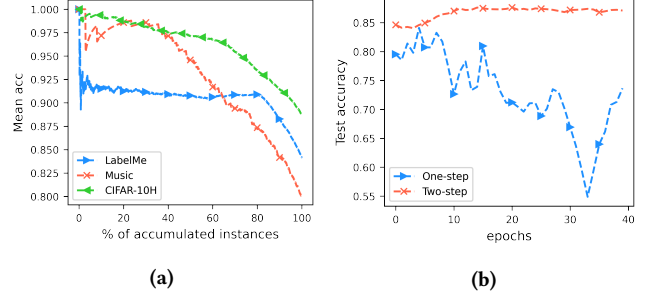 1.000
0.975
0.950
0.925
0.900
0.875
0.850
0.825
0.800
Mean acc
LabelMe
Music
CIFAR-10H
0 20 40 60 80 100
% of accumulated instances
(a)
0.85
0.80
0.75
0.70
0.65
0.60
0.55
Test accuracy
One-step
Two-step
0 10 20 30 40
epochs
(b)